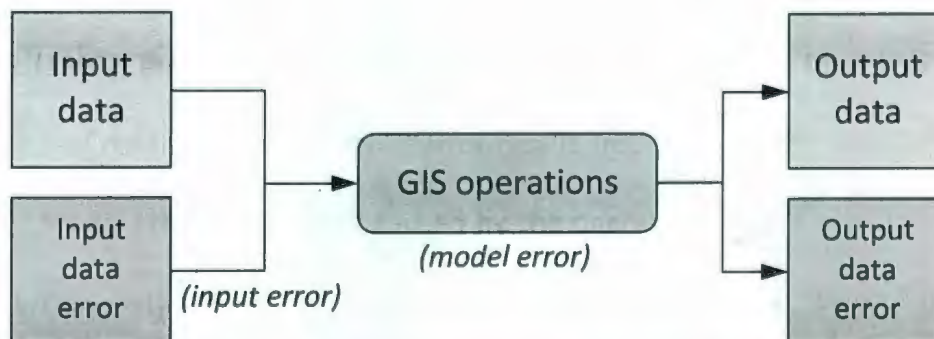 Input
data
Input
data
error
(input error)
GIS operations
(model error)
Output
data
Output
data
error